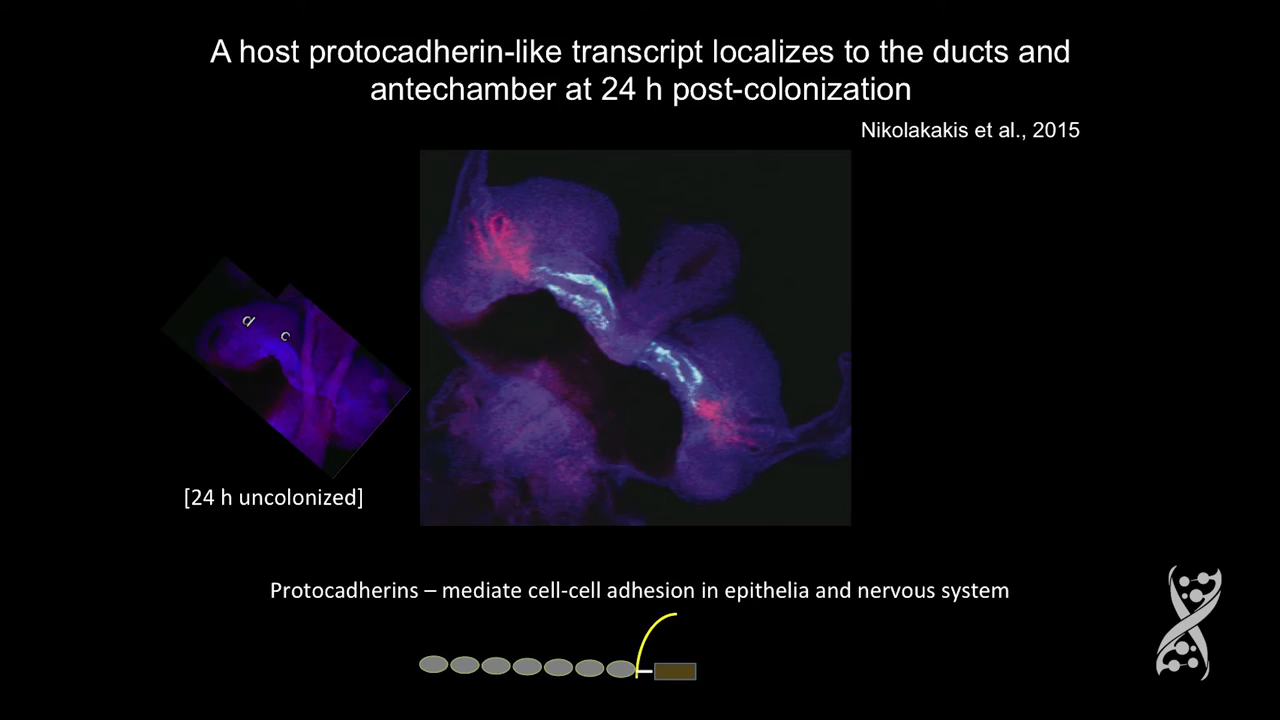 A host protocadherin-like transcript localizes to the ducts and
antechamber at 24 h post-colonization
Nikolakakis et al., 2015
d
c
[24 h uncolonized]
Protocadherins – mediate cell-cell adhesion in epithelia and nervous system